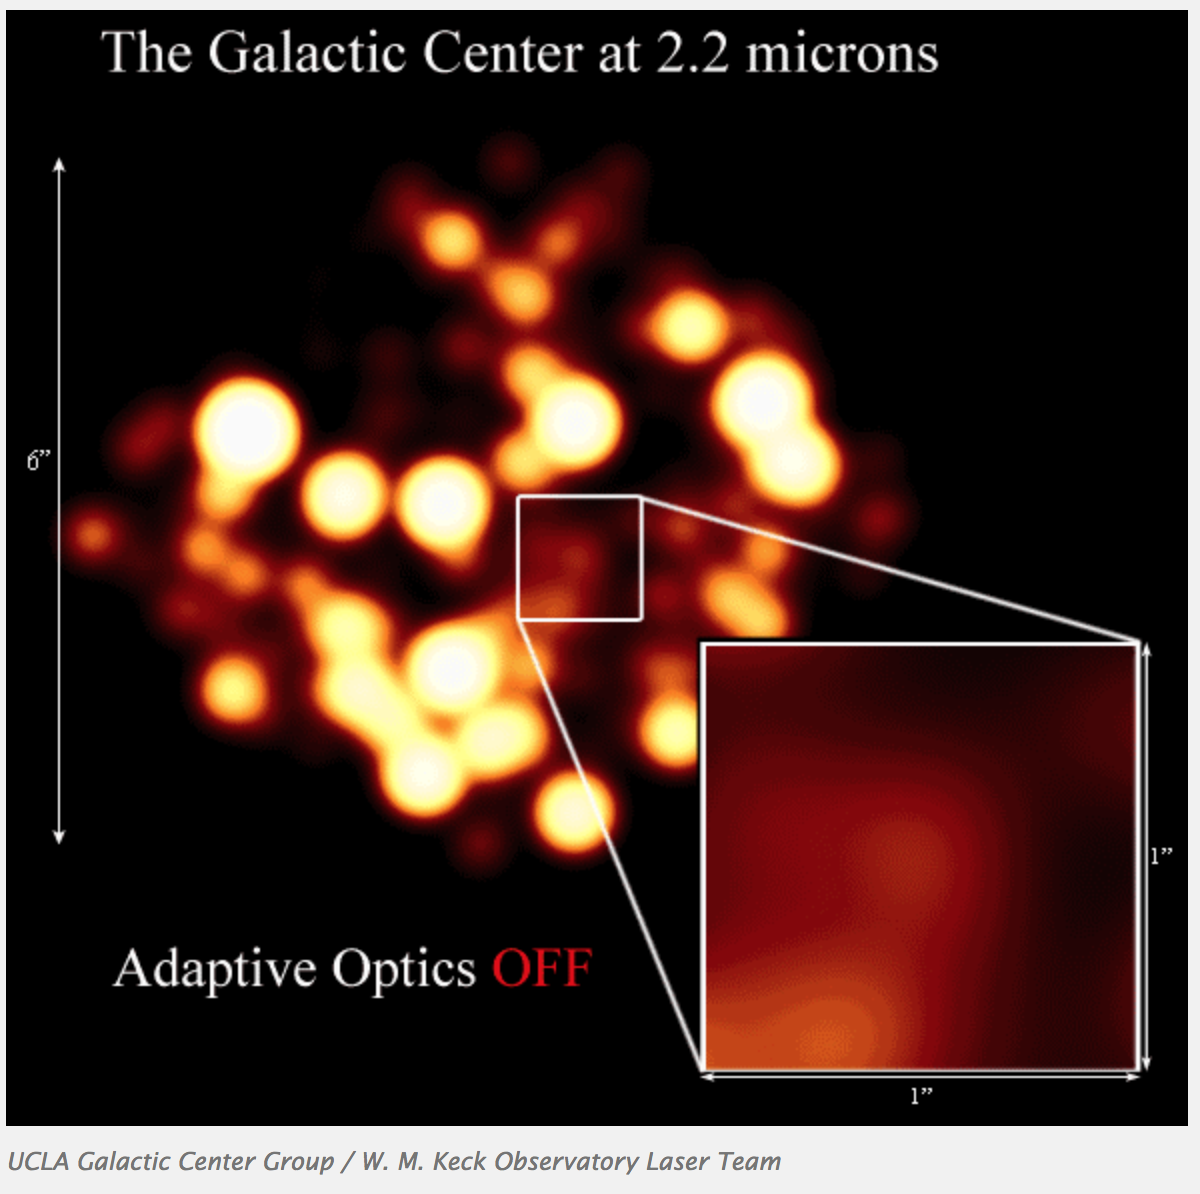 The Galactic Center at 2.2 microns
6”
1”
Adaptive Optics OFF
1”
UCLA Galactic Center Group / W. M. Keck Observatory Laser Team